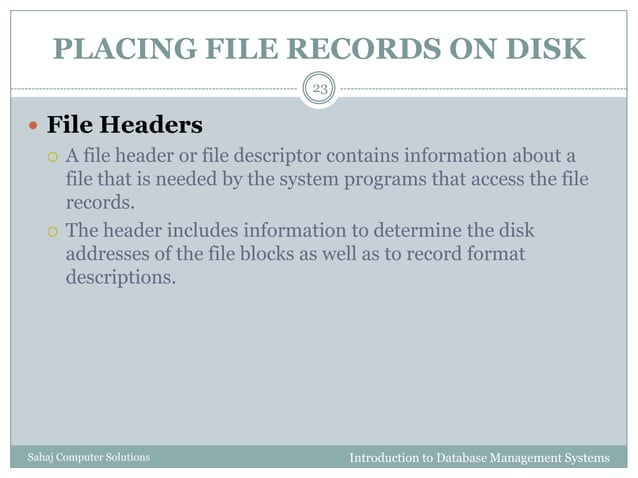 PLACING FILE RECORDS ON DISK
23
File Headers
A file header or file descriptor contains information about a
file that is needed by the system programs that access the file
records.
The header includes information to determine the disk
addresses of the file blocks as well as to record format
descriptions.
Sahaj Computer Solutions
Introduction to Database Management Systems